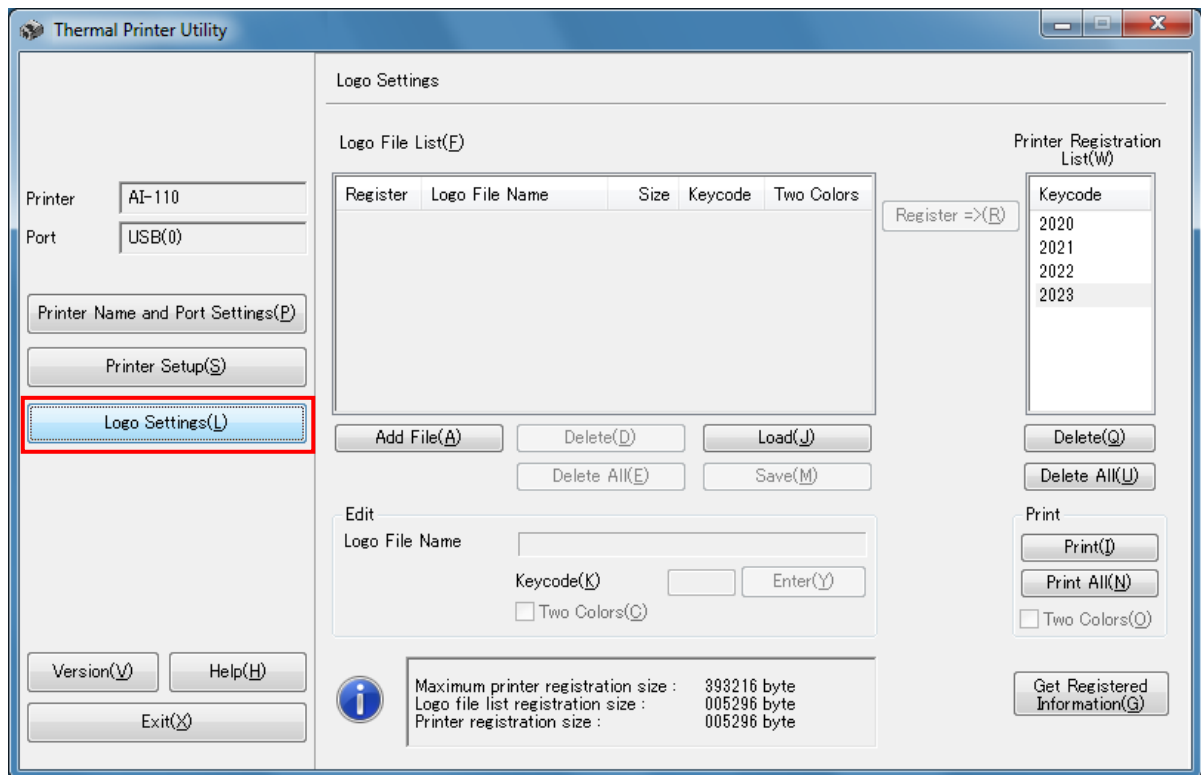 Thermal Printer Utility
Printer AI-110
Port USB(0)
Printer Name and Port Settings(P)
Printer Setup(S)
Logo Settings(L)
Version(V) Help(H)
Exit(X)
Logo Settings
Logo File List(F)
Register Logo File Name Size Keycode Two Colors
Register =>(R)
Printer Registration
List(W)
Keycode
2020
2021
2022
2023
Add File(A) Delete(D) Load(J)
Delete All(E) Save(M)
Delete(Q)
Delete All(U)
Edit
Logo File Name
Keycode(K) Enter(Y)
Two Colors(C)
Print
Print(I)
Print All(N)
Two Colors(O)
Maximum printer registration size : 393216 byte
Logo file list registration size : 005296 byte
Printer registration size : 005296 byte
Get Registered
Information(G)